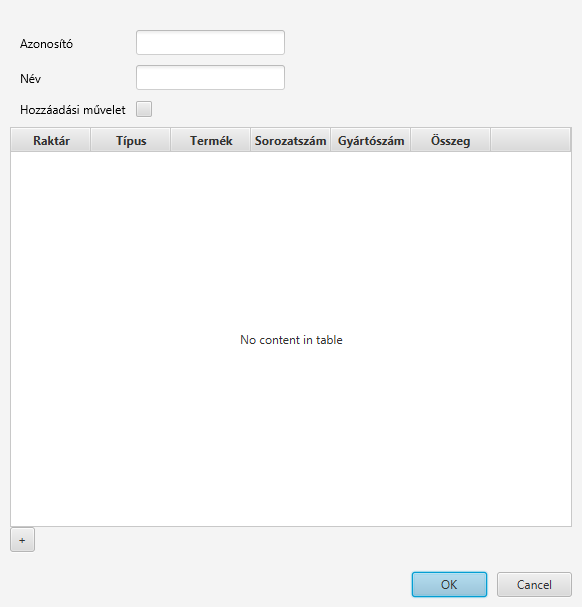 Azonosító
Név
Hozzáadási művelet
Raktár Típus Termék Sorozatszám Gyártószám Összeg
No content in table
+
OK Cancel